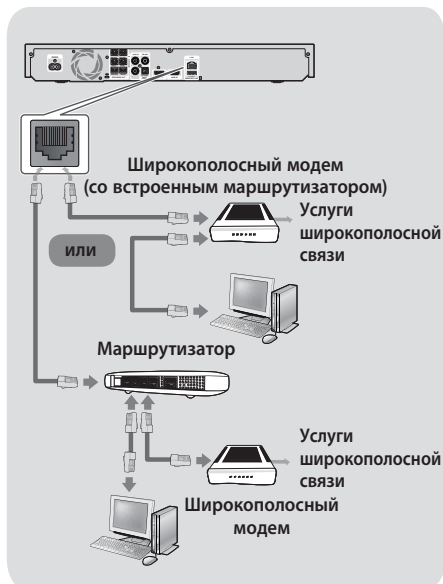 Широкополосный модем
(со встроенным маршрутизатором)
Услуги
широкополосной
связи
или
Маршрутизатор
Услуги
широкополосной
связи
Широкополосный
модем